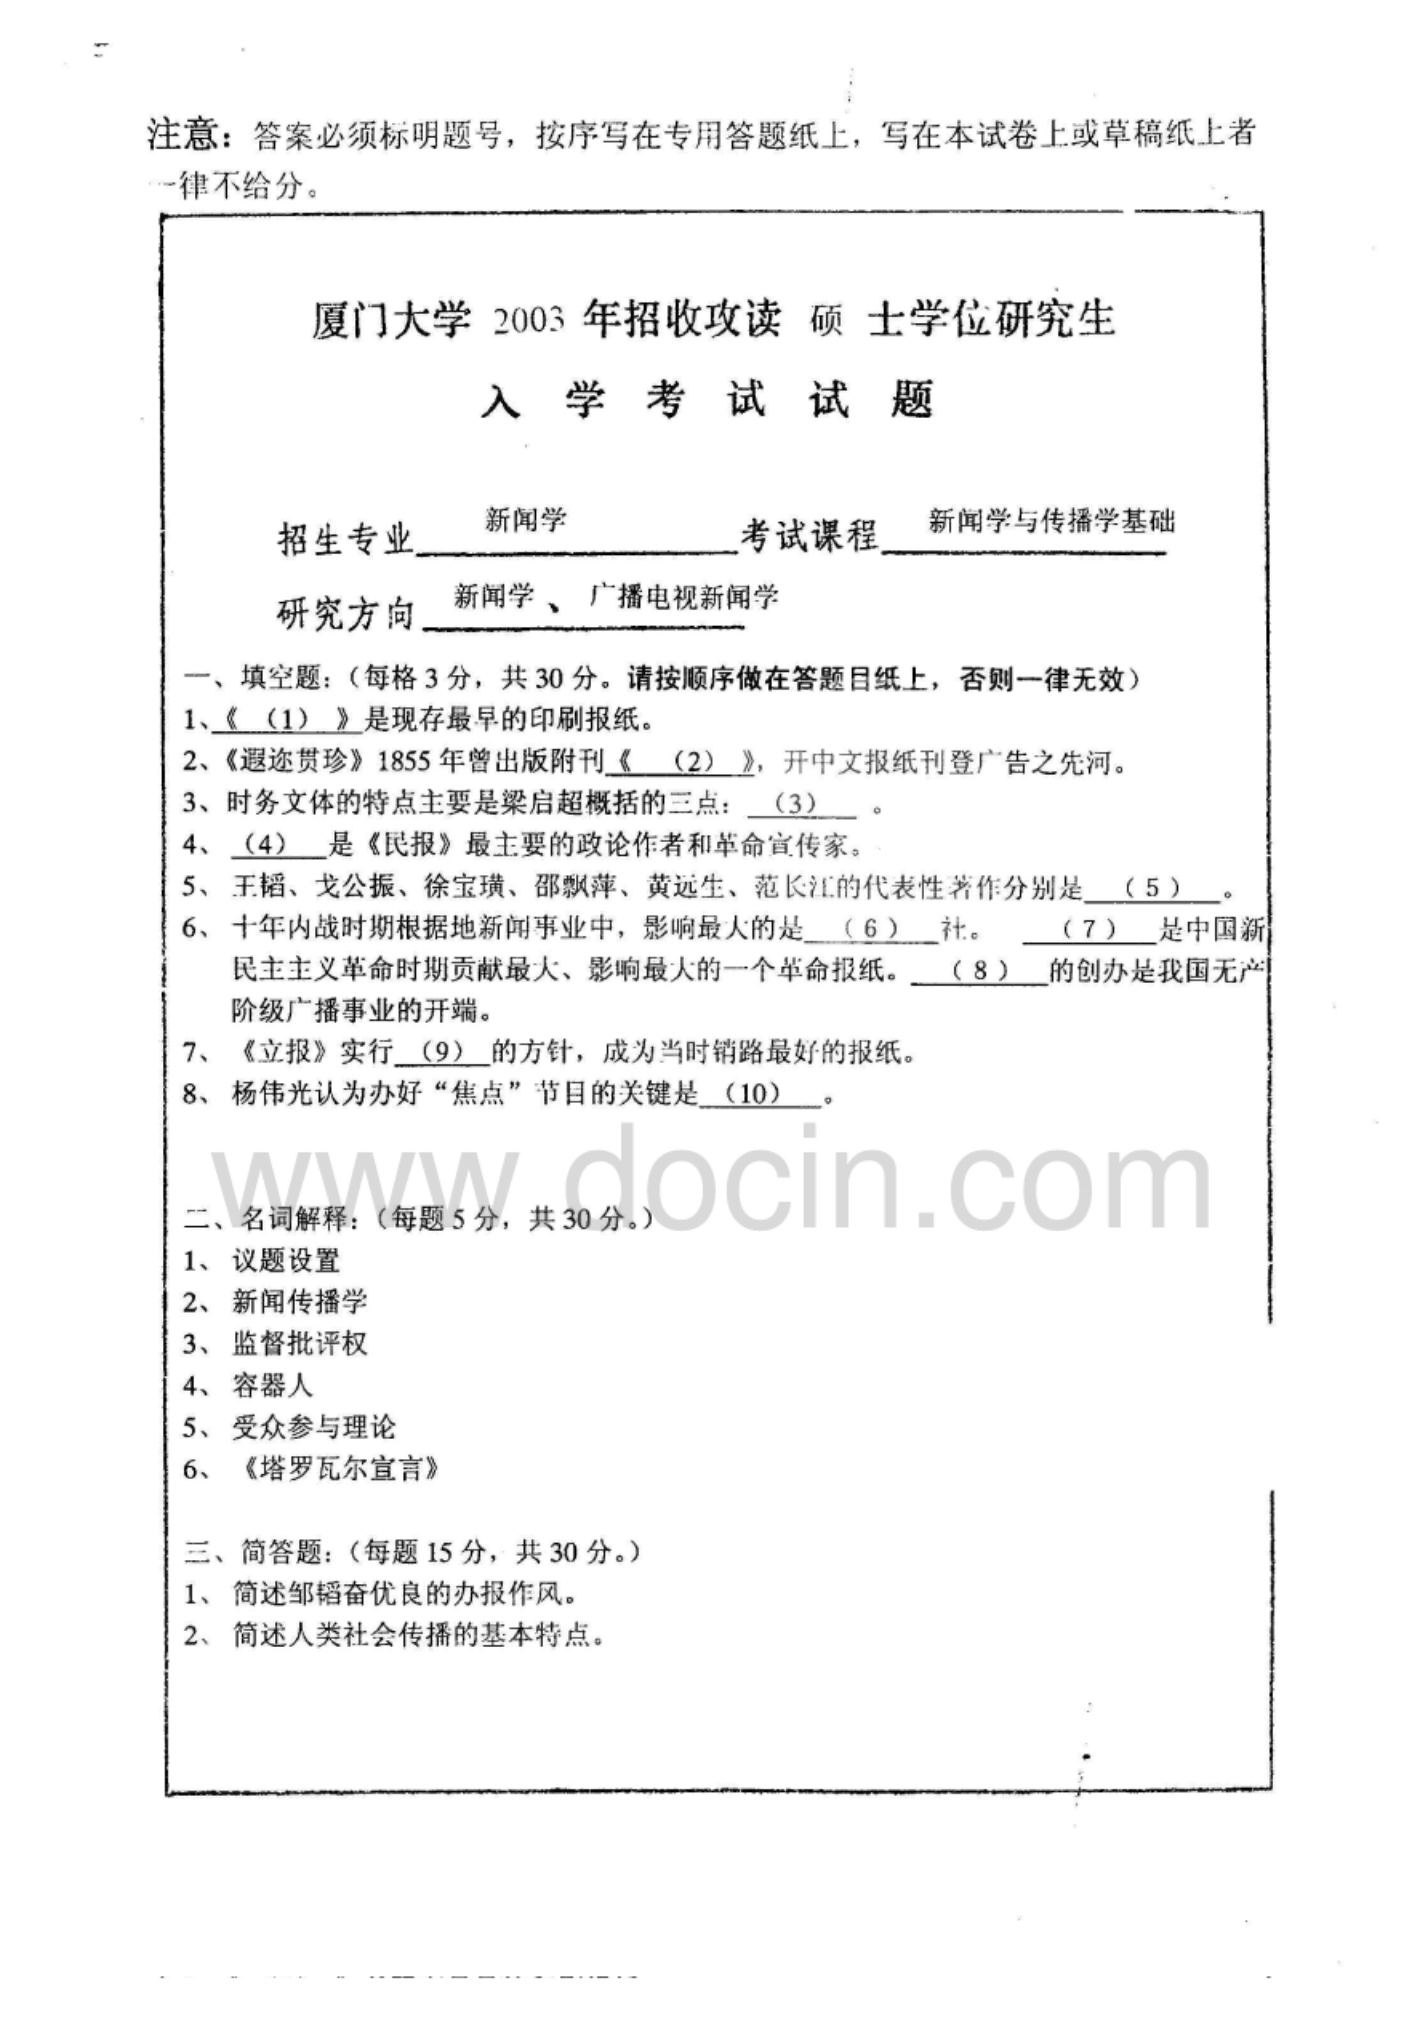 注意：答案必须标明题号，按序写在专用答题纸上，写在本试卷上或草稿纸上者
一律不给分。
厦门大学 2003 年招收攻读 硕 士学位研究生
入 学 考 试 试 题
招生专业 新闻学 考试课程 新闻学与传播学基础
研究方向 新闻学 、 广播电视新闻学
一、填空题：（每格 3 分，共 30 分。请按顺序做在答题目纸上，否则一律无效）
1、《 （1） 》是现存最早的印刷报纸。
2、《遐迩贯珍》1855 年曾出版附刊《 （2） 》，开中文报纸刊登广告之先河。
3、时务文体的特点主要是梁启超概括的三点： （3） 。
4、 （4） 是《民报》最主要的政论作者和革命宣传家。
5、 王韬、戈公振、徐宝璜、邵飘萍、黄远生、范长江的代表性著作分别是 （5） 。
6、 十年内战时期根据地新闻事业中，影响最大的是 （6） 社。 （7） 是中国新
民主主义革命时期贡献最大、影响最大的一个革命报纸。 （8） 的创办是我国无产
阶级广播事业的开端。
7、 《立报》实行 （9） 的方针，成为当时销路最好的报纸。
8、 杨伟光认为办好“焦点”节目的关键是 （10） 。
www.docin.com
二、名词解释：（每题 5 分，共 30 分。）
1、 议题设置
2、 新闻传播学
3、 监督批评权
4、 容器人
5、 受众参与理论
6、 《塔罗瓦尔宣言》
三、简答题：（每题 15 分，共 30 分。）
1、 简述邹韬奋优良的办报作风。
2、 简述人类社会传播的基本特点。